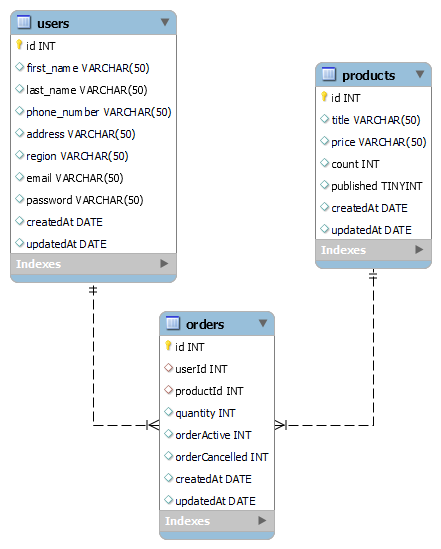 users
id INT
first_name VARCHAR(50)
last_name VARCHAR(50)
phone_number VARCHAR(50)
address VARCHAR(50)
region VARCHAR(50)
email VARCHAR(50)
password VARCHAR(50)
createdAt DATE
updatedAt DATE
Indexes
products
id INT
title VARCHAR(50)
price VARCHAR(50)
count INT
published TINYINT
createdAt DATE
updatedAt DATE
Indexes
orders
id INT
userId INT
productId INT
quantity INT
orderActive INT
orderCancelled INT
createdAt DATE
updatedAt DATE
Indexes